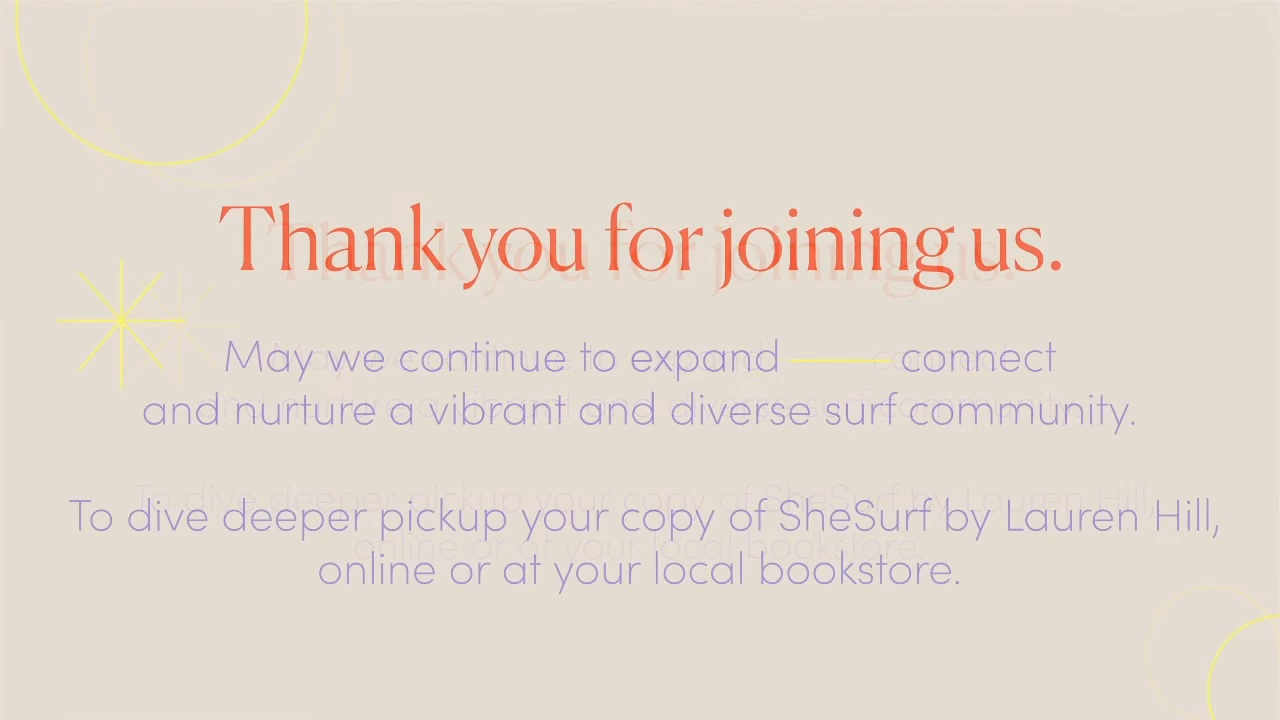 Thank you for joining us.
May we continue to expand —— connect
and nurture a vibrant and diverse surf community.
To dive deeper pickup your copy of SheSurf by Lauren Hill,
online or at your local bookstore.